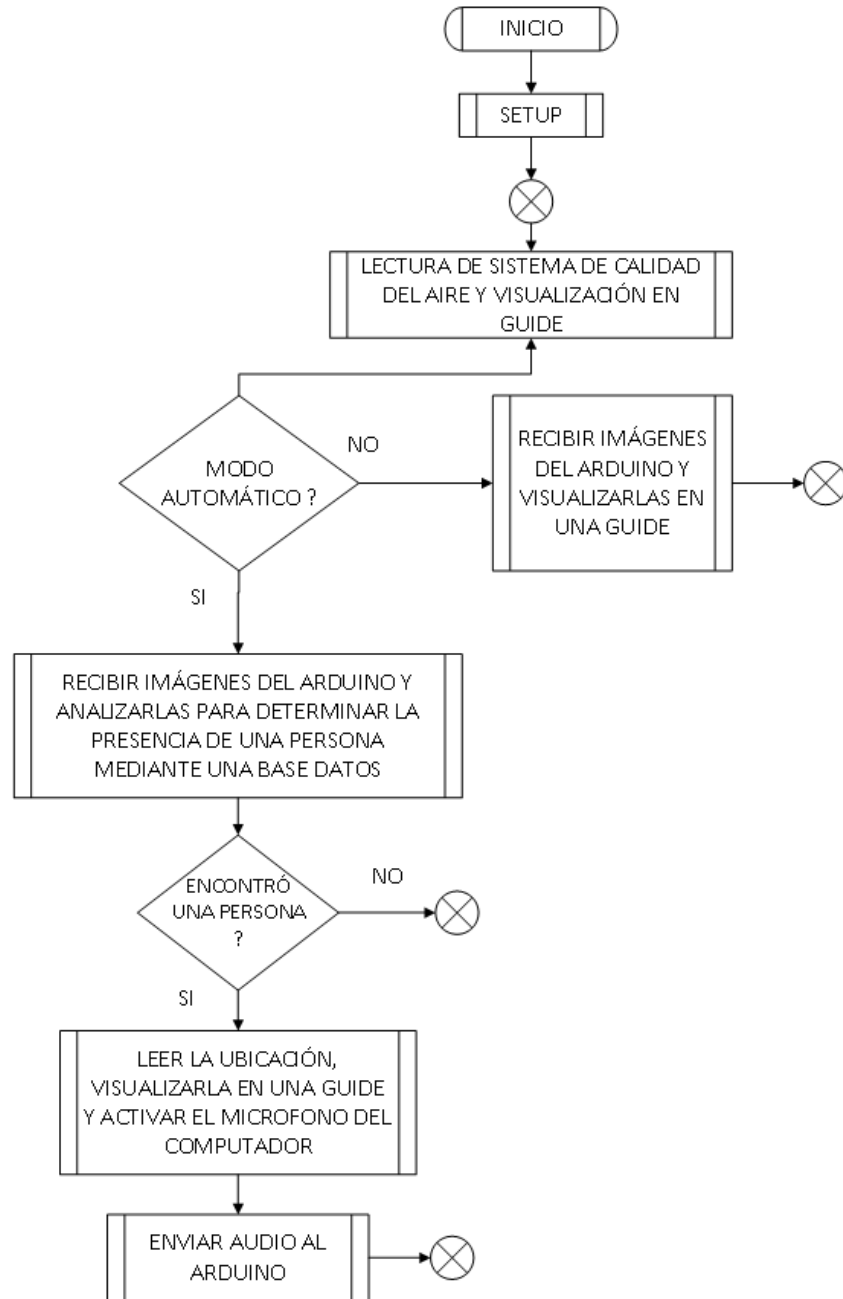 INICIO
SETUP
LECTURA DE SISTEMA DE CALIDAD
DEL AIRE Y VISUALIZACIÓN EN
GUIDE
MODO
AUTOMÁTICO ?
NO
RECIBIR IMÁGENES
DEL ARDUINO Y
VISUALIZARLAS EN
UNA GUIDE
SI
RECIBIR IMÁGENES DEL ARDUINO Y
ANALIZARLAS PARA DETERMINAR LA
PRESENCIA DE UNA PERSONA
MEDIANTE UNA BASE DATOS
ENCONTRÓ
UNA PERSONA
?
NO
SI
LEER LA UBICACIÓN,
VISUALIZARLA EN UNA GUIDE
Y ACTIVAR EL MICROFONO DEL
COMPUTADOR
ENVIAR AUDIO AL
ARDUINO